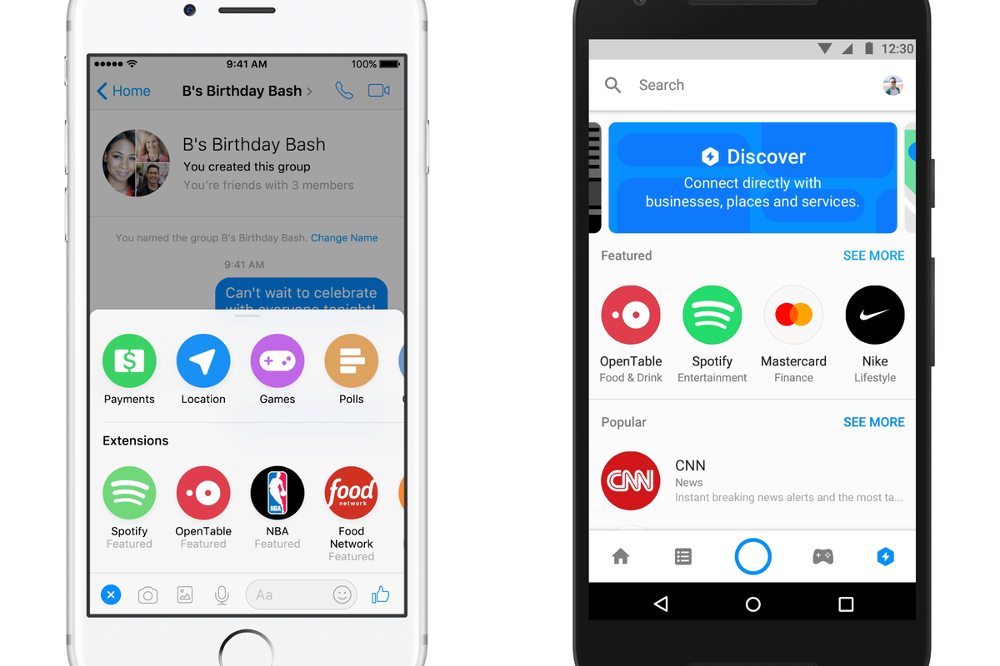 9:41 AM
100%
Home
B's Birthday Bash
B's Birthday Bash
You created this group
You're friends with 3 members
You named the group B's Birthday Bash. Change Name
9:41 AM
Can't wait to celebrate
with everyone tonight!
$
Payments
Location
Games
Polls
Extensions
NBA
food
network
Spotify
OpenTable
NBA
Food
Network
Featured
Featured
Featured
Featured
Aa
12:30
Search
Discover
Connect directly with
businesses, places and services.
Featured
SEE MORE
OpenTable
Spotify
Mastercard
Nike
Food & Drink
Entertainment
Finance
Lifestyle
Popular
SEE MORE
CNN
CNN
News
Instant breaking news alerts and the most ta...